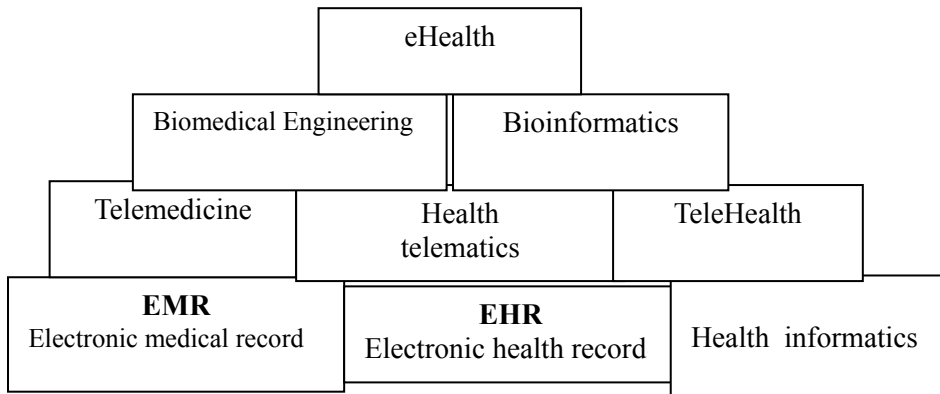 eHealth
Biomedical Engineering
Bioinformatics
Telemedicine
Health
telematics
TeleHealth
EMR
Electronic medical record
EHR
Electronic health record
Health informatics